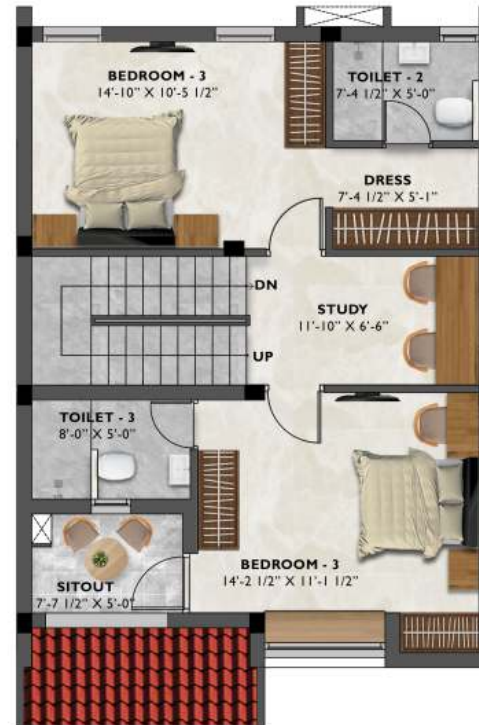 BEDROOM - 3
14'-10" X 10'-5 1/2"
TOILET - 2
7'-4 1/2" X 5'-0"
DRESS
7'-4 1/2" X 5'-1"
DN
STUDY
11'-10" X 6'-6"
UP
TOILET - 3
8'-0" X 5'-0"
BEDROOM - 3
14'-2 1/2" X 11'-1 1/2"
SITOUT
7'-7 1/2" X 5'-0"